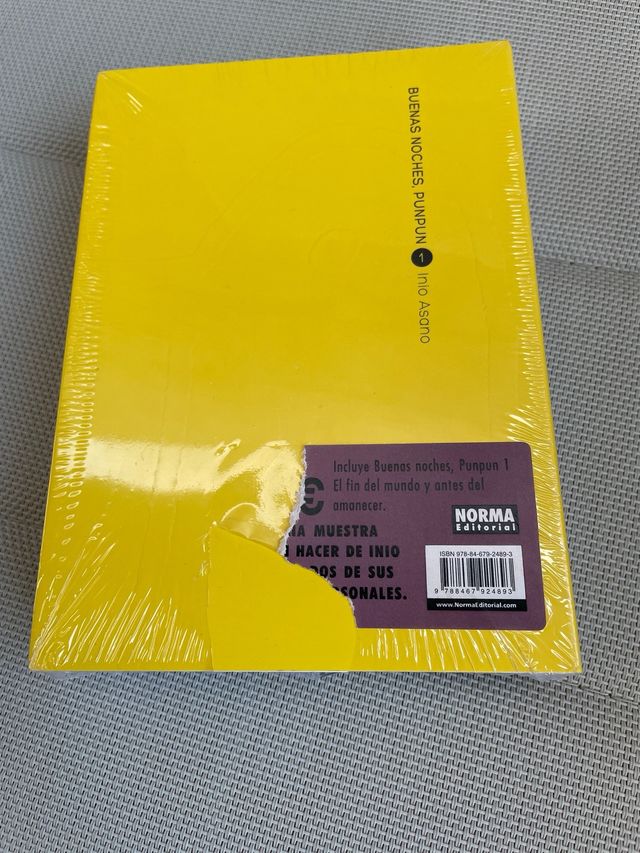 BUENAS NOCHES, PUNPUN 1 Inio Asano
Incluye Buenas noches, Punpun 1
El fin del mundo y antes del
amanecer.
MUESTRA
HACER DE INIO
DOS DE SUS
NORMA
Editorial
ISBN 978-84-679-2489-3
9 788467 924893
www.NormaEditorial.com